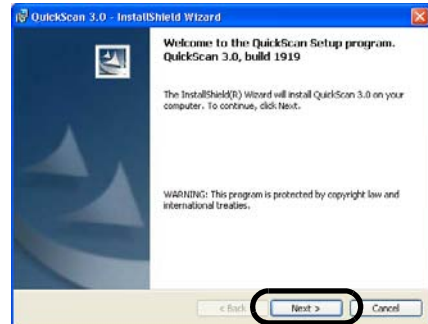 QuickScan 3.0 - InstallShield Wizard
Welcome to the QuickScan Setup program.
QuickScan 3.0, build 1919
The InstallShield(R) Wizard will install QuickScan 3.0 on your
computer. To continue, click Next.
WARNING: This program is protected by copyright law and
international treaties.
< Back
Next >
Cancel